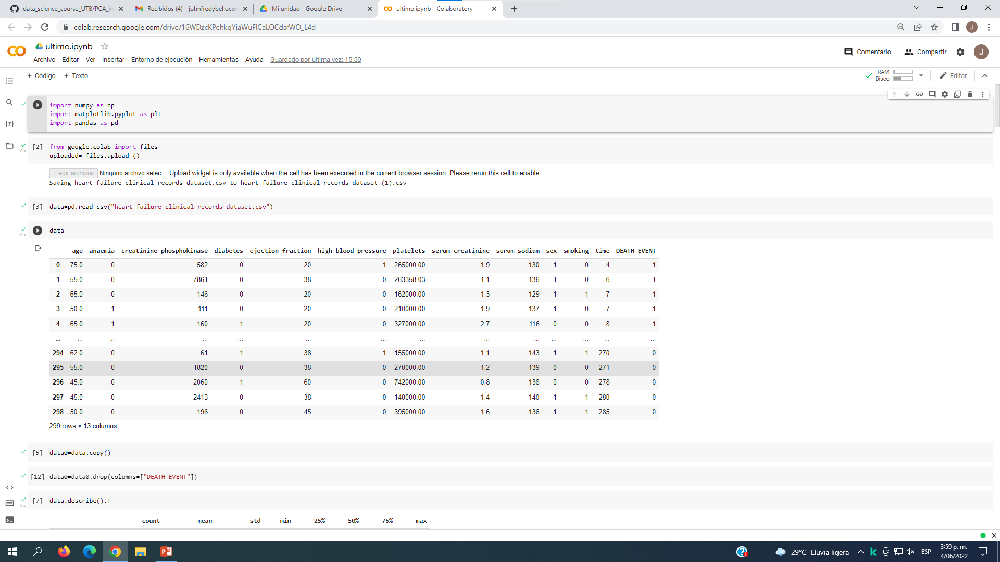 data_science_course_UTB/PCA_in
Recibidos (4) - johnfredybellocor
Mi unidad - Google Drive
ultimo.ipynb - Colaboratory
colab.research.google.com/drive/16WDzcKPehkqYjaWuFlCaLOCdsrWO_L4d
J
ultimo.ipynb
Comentario
Compartir
J
Archivo Editar Ver Insertar Entorno de ejecución Herramientas Ayuda Guardado por última vez: 15:50
+ Código + Texto
RAM
Disco
Editar
import numpy as np
import matplotlib.pyplot as plt
import pandas as pd
{x}
[2] from google.colab import files
8 s
uploaded= files.upload ()
Elegir archivos Ninguno archivo selec. Upload widget is only available when the cell has been executed in the current browser session. Please rerun this cell to enable.
Saving heart_failure_clinical_records_dataset.csv to heart_failure_clinical_records_dataset (1).csv
[3] data=pd.read_csv("heart_failure_clinical_records_dataset.csv")
data
0 s
age anaemia creatinine_phosphokinase diabetes ejection_fraction high_blood_pressure platelets serum_creatinine serum_sodium sex smoking time DEATH_EVENT
0 75.0 0 582 0 20 1 265000.00 1.9 130 1 0 4 1
1 55.0 0 7861 0 38 0 263358.03 1.1 136 1 0 6 1
2 65.0 0 146 0 20 0 162000.00 1.3 129 1 1 7 1
3 50.0 1 111 0 20 0 210000.00 1.9 137 1 0 7 1
4 65.0 1 160 1 20 0 327000.00 2.7 116 0 0 8 1
... ... ... ... ... ... ... ... ... ... ... ... ... ...
294 62.0 0 61 1 38 1 155000.00 1.1 143 1 1 270 0
295 55.0 0 1820 0 38 0 270000.00 1.2 139 0 0 271 0
296 45.0 0 2060 1 60 0 742000.00 0.8 138 0 0 278 0
297 45.0 0 2413 0 38 0 140000.00 1.4 140 1 1 280 0
298 50.0 0 196 0 45 0 395000.00 1.6 136 1 1 285 0
299 rows × 13 columns
[5] data0=data.copy()
[12] data0=data0.drop(columns=["DEATH_EVENT"])
[7] data.describe().T
0 s
count mean std min 25% 50% 75% max
29°C Lluvia ligera
ESP
3:59 p. m.
4/06/2022